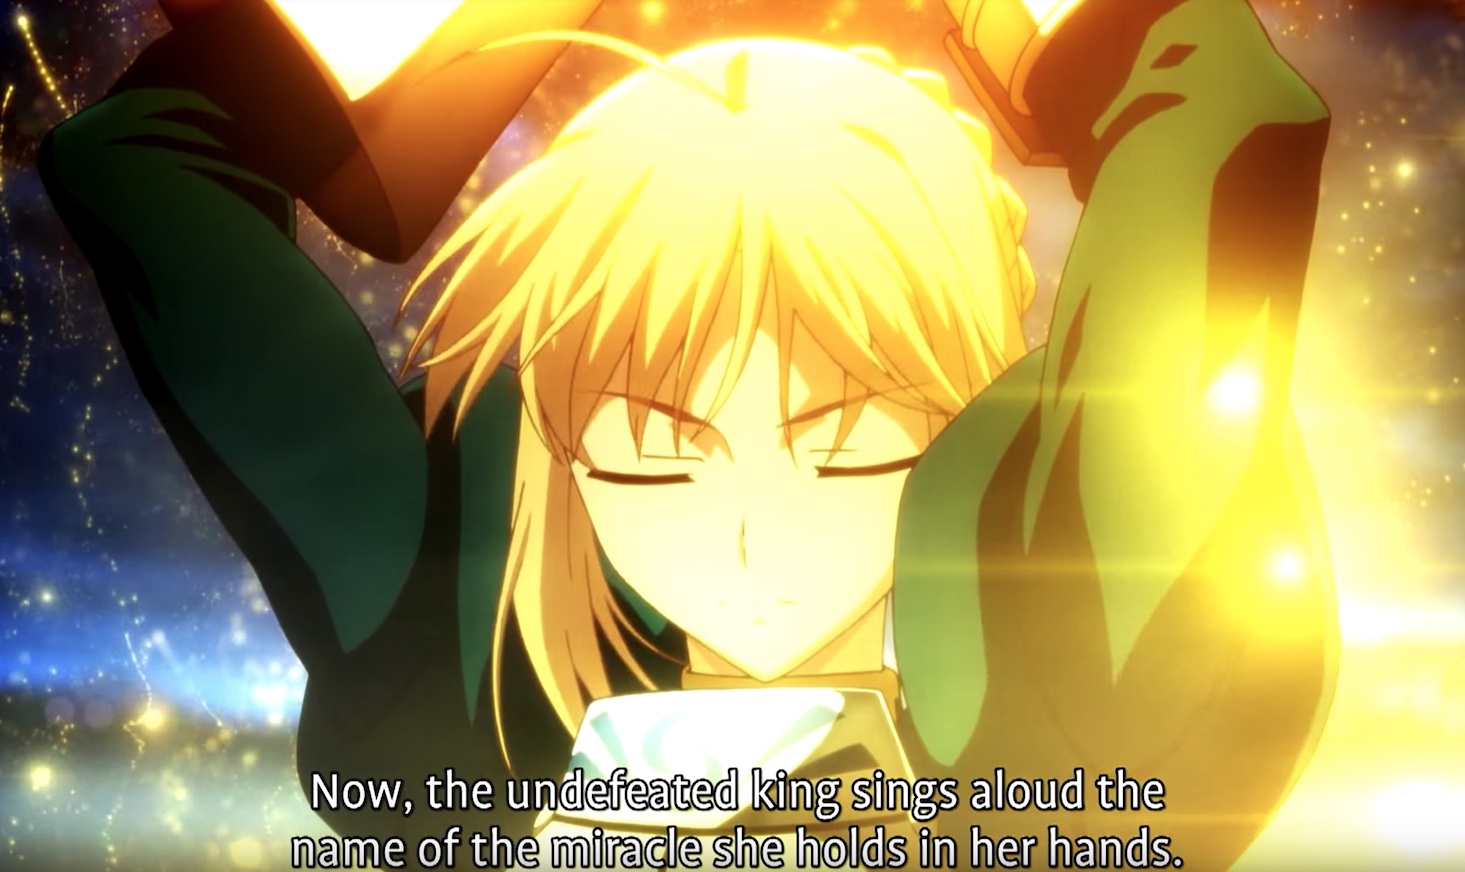 Now, the undefeated king sings aloud the
name of the miracle she holds in her hands.